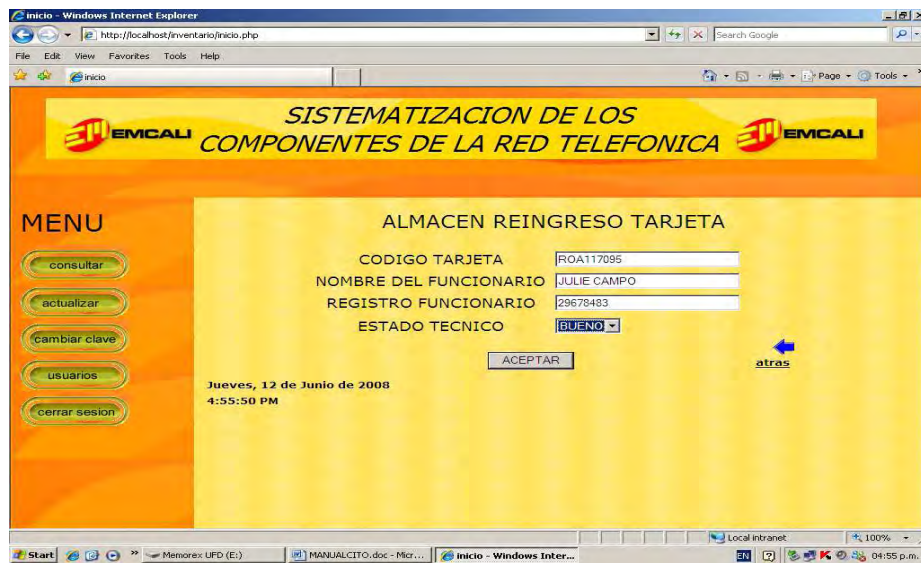 inicio - Windows Internet Explorer
http://localhost/inventario/inicio.php
Search Google
File Edit View Favorites Tools Help
inicio
Page Tools
EMCALI
SISTEMATIZACION DE LOS
COMPONENTES DE LA RED TELEFONICA
EMCALI
MENU
consultar
actualizar
cambiar clave
usuarios
cerrar sesion
ALMACEN REINGRESO TARJETA
CODIGO TARJETA ROA117095
NOMBRE DEL FUNCIONARIO JULIE CAMPO
REGISTRO FUNCIONARIO 29678483
ESTADO TECNICO BUENO
ACEPTAR
atras
Jueves, 12 de Junio de 2008
4:55:50 PM
Local intranet 100%
Start Memorex UFD (E:) MANUALCITO.doc - Micr... inicio - Windows Inter... EN 04:55 p.m.